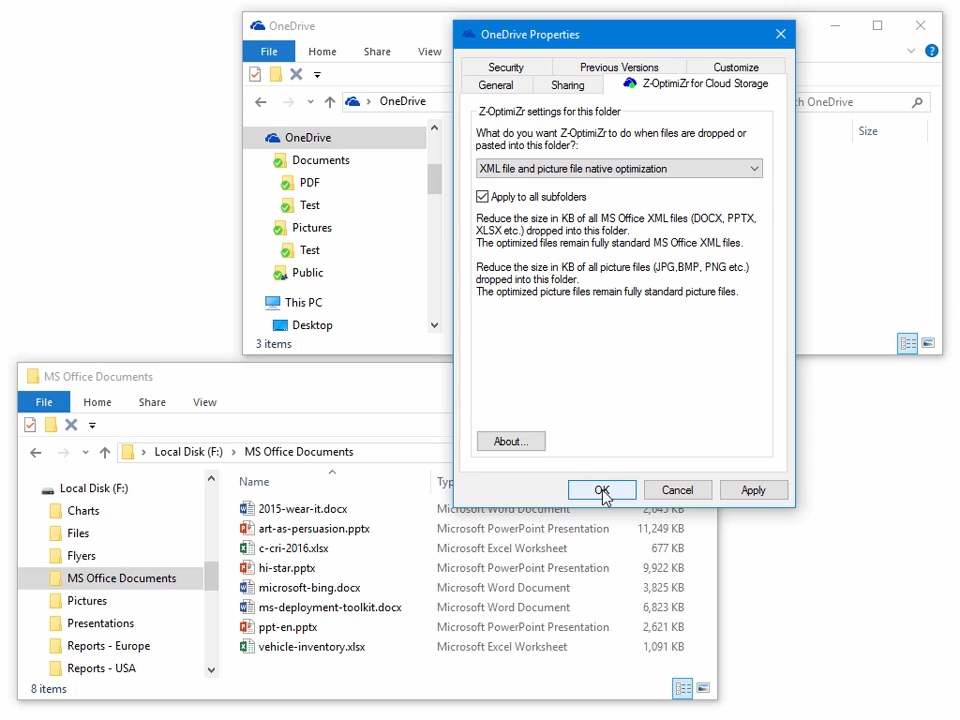 OneDrive
File Home Share View
OneDrive
OneDrive
Documents
PDF
Test
Pictures
Test
Public
This PC
Desktop
3 items
h OneDrive
Size
OneDrive Properties
Security Previous Versions Customize
General Sharing Z-OptimiZr for Cloud Storage
Z-OptimiZr settings for this folder
What do you want Z-OptimiZr to do when files are dropped or
pasted into this folder?:
XML file and picture file native optimization
Apply to all subfolders
Reduce the size in KB of all MS Office XML files (DOCX, PPTX,
XLSX etc.) dropped into this folder.
The optimized files remain fully standard MS Office XML files.
Reduce the size in KB of all picture files (JPG,BMP, PNG etc.)
dropped into this folder.
The optimized picture files remain fully standard picture files.
About...
OK Cancel Apply
MS Office Documents
File Home Share View
Local Disk (F:) MS Office Documents
Local Disk (F:)
Charts
Files
Flyers
MS Office Documents
Pictures
Presentations
Reports - Europe
Reports - USA
8 items
Name Typ
2015-wear-it.docx Microsoft Word Document 2,645 KB
art-as-persuasion.pptx Microsoft PowerPoint Presentation 11,249 KB
c-cri-2016.xlsx Microsoft Excel Worksheet 677 KB
hi-star.pptx Microsoft PowerPoint Presentation 9,922 KB
microsoft-bing.docx Microsoft Word Document 3,825 KB
ms-deployment-toolkit.docx Microsoft Word Document 6,823 KB
ppt-en.pptx Microsoft PowerPoint Presentation 2,621 KB
vehicle-inventory.xlsx Microsoft Excel Worksheet 1,091 KB